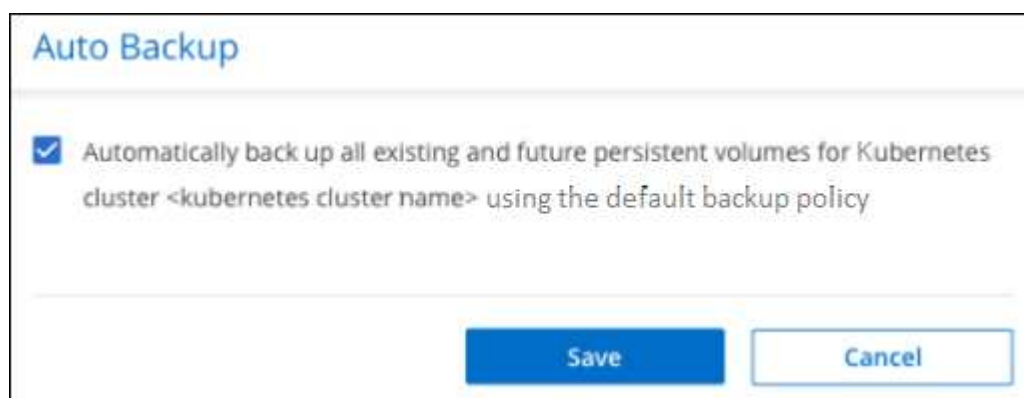 Auto Backup
Automatically back up all existing and future persistent volumes for Kubernetes
cluster <kubernetes cluster name> using the default backup policy
Save
Cancel